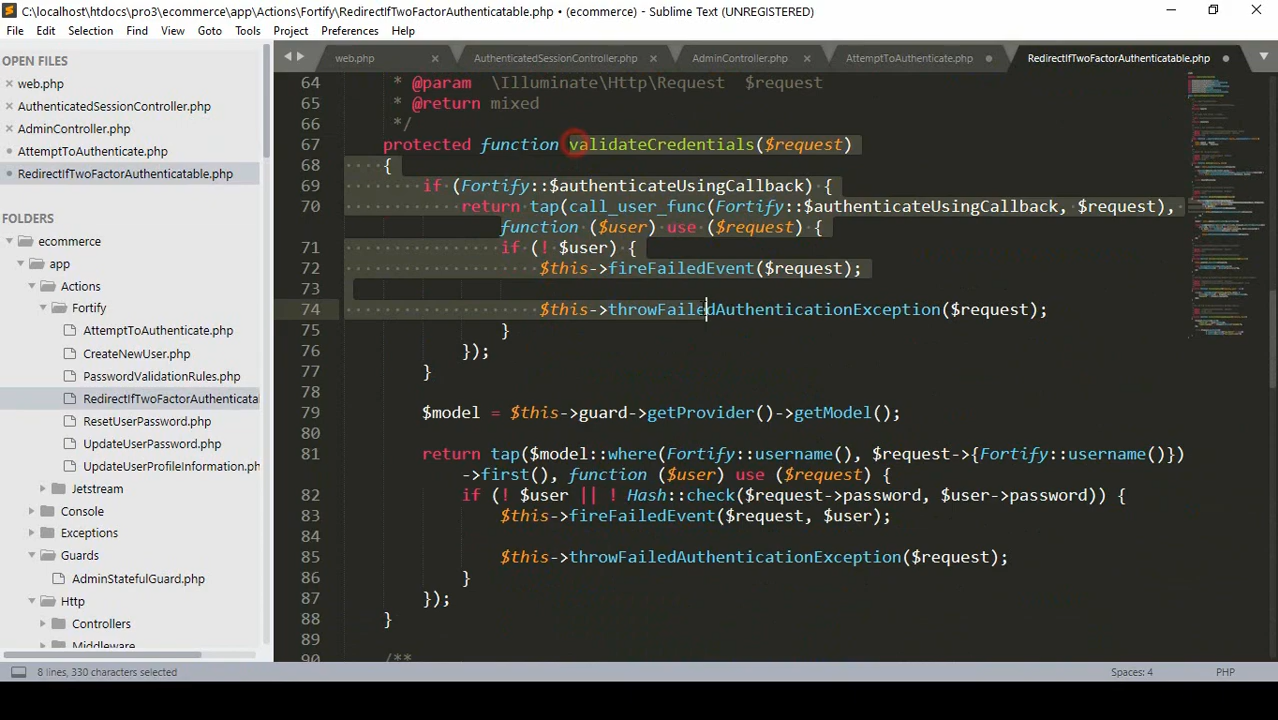 C:\localhost\htdocs\pro3\ecommerce\app\Actions\Fortify\RedirectIfTwoFactorAuthenticatable.php • (ecommerce) - Sublime Text (UNREGISTERED)
File Edit Selection Find View Goto Tools Project Preferences Help
OPEN FILES
web.php
AuthenticatedSessionController.php
AdminController.php
AttemptToAuthenticate.php
RedirectIfTwoFactorAuthenticatable.php
FOLDERS
ecommerce
app
Actions
Fortify
AttemptToAuthenticate.php
CreateNewUser.php
PasswordValidationRules.php
RedirectIfTwoFactorAuthentica
ResetUserPassword.php
UpdateUserPassword.php
UpdateUserProfileInformation.ph
Jetstream
Console
Exceptions
Guards
AdminStatefulGuard.php
Http
Controllers
Middleware
web.php AuthenticatedSessionController.php AdminController.php AttemptToAuthenticate.php RedirectIfTwoFactorAuthenticatable.php
64 * @param \Illuminate\Http\Request $request
65 * @return mixed
66 */
67 protected function validateCredentials($request)
68 {
69 if (Fortify::$authenticateUsingCallback) {
70 return tap(call_user_func(Fortify::$authenticateUsingCallback, $request),
function ($user) use ($request) {
71 if (! $user) {
72 $this->fireFailedEvent($request);
73
74 $this->throwFailedAuthenticationException($request);
75 }
76 });
77 }
78
79 $model = $this->guard->getProvider()->getModel();
80
81 return tap($model::where(Fortify::username(), $request->{Fortify::username()})
->first(), function ($user) use ($request) {
82 if (! $user || ! Hash::check($request->password, $user->password)) {
83 $this->fireFailedEvent($request, $user);
84
85 $this->throwFailedAuthenticationException($request);
86 }
87 });
88 }
89
90 /**
8 lines, 330 characters selected Spaces: 4 PHP